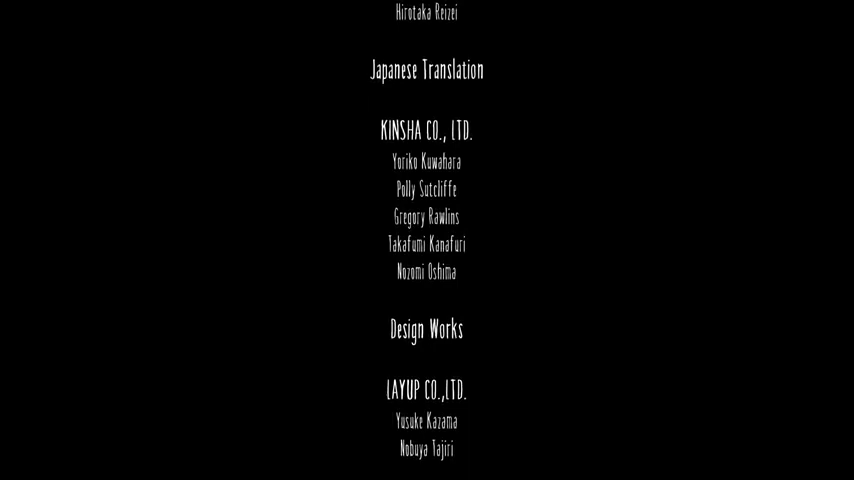 Hirotaka Reizei
Japanese Translation
KINSHA CO., LTD.
Yoriko Kuwahara
Polly Sutcliffe
Gregory Rawlins
Takafumi Kanafuri
Nozomi Oshima
Design Works
LAYUP CO.,LTD.
Yusuke Kazama
Nobuya Tajiri